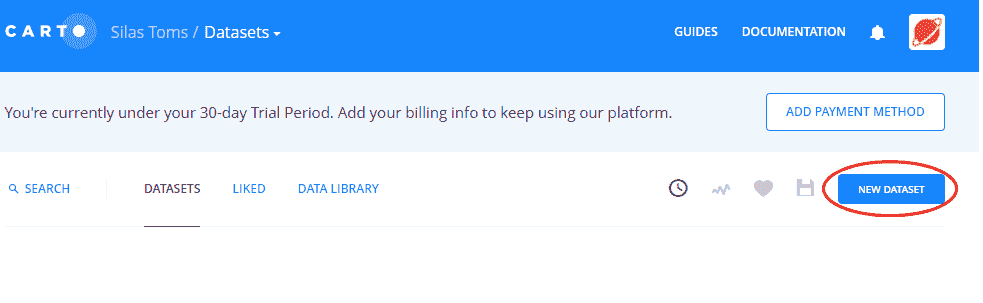 CARTO Silas Toms / Datasets GUIDES DOCUMENTATION
You're currently under your 30-day Trial Period. Add your billing info to keep using our platform. ADD PAYMENT METHOD
SEARCH DATASETS LIKED DATA LIBRARY NEW DATASET